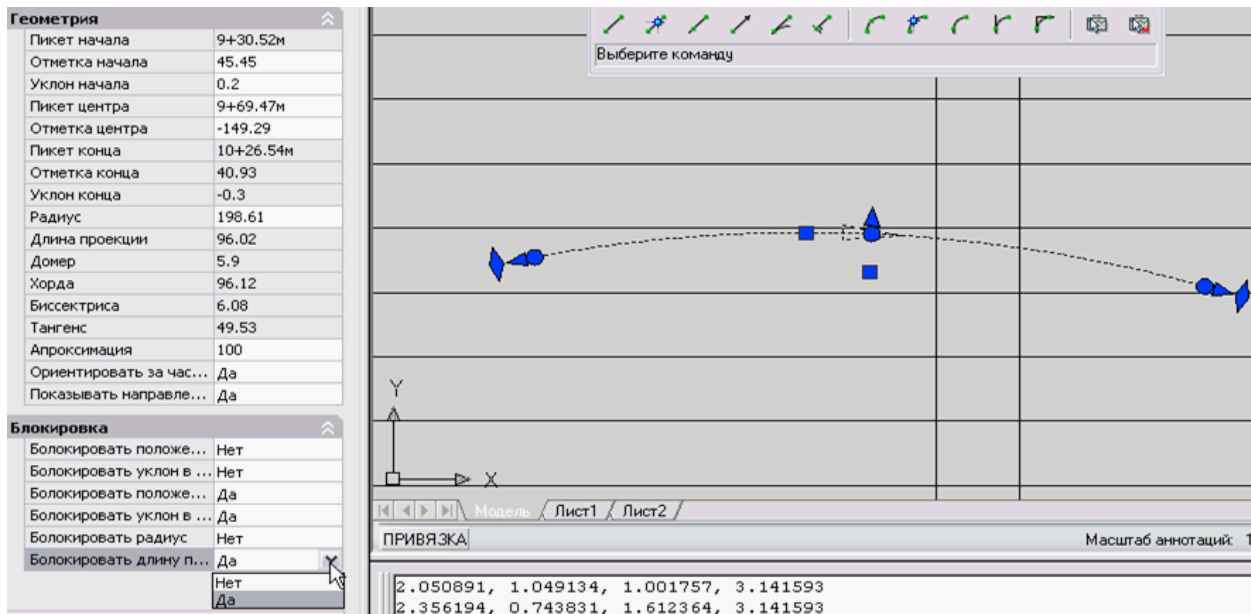 Геометрия
Пикет начала 9+30.52м
Отметка начала 45.45
Уклон начала 0.2
Пикет центра 9+69.47м
Отметка центра -149.29
Пикет конца 10+26.54м
Отметка конца 40.93
Уклон конца -0.3
Радиус 198.61
Длина проекции 96.02
Домер 5.9
Хорда 96.12
Биссектриса 6.08
Тангенс 49.53
Апроксимация 100
Ориентировать за час... Да
Показывать направле... Да
Блокировка
Болокировать положе... Нет
Болокировать уклон в ... Нет
Болокировать положе... Да
Болокировать уклон в ... Да
Болокировать радиус Нет
Болокировать длину п... Да
Нет
Да
Выберите команду
Y
X
Модель Лист1 Лист2
ПРИВЯЗКА Масштаб аннотаций: 1
2.050891, 1.049134, 1.001757, 3.141593
2.356194, 0.743831, 1.612364, 3.141593